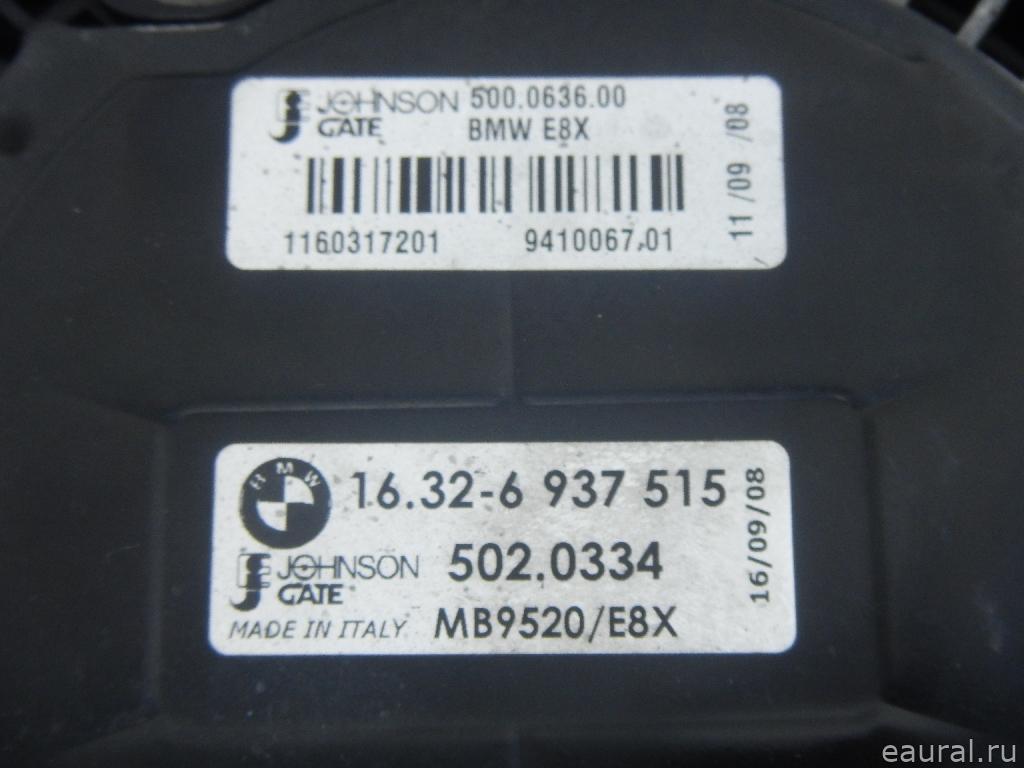 JOHNSON 500.0636.00
GATE BMW E8X
1160317201 9410067.01
11/09 /08
BMW
16.32-6 937 515
JOHNSON 502.0334
GATE
MADE IN ITALY. MB9520/E8X
16/09/08
eaural.ru